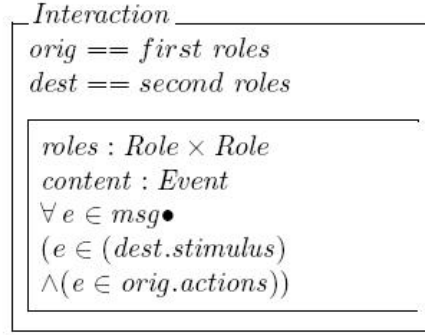 Interaction
orig == first roles
dest == second roles
roles : Role × Role
content : Event
∀ e ∈ msg●
(e ∈ (dest.stimulus)
∧(e ∈ orig.actions))